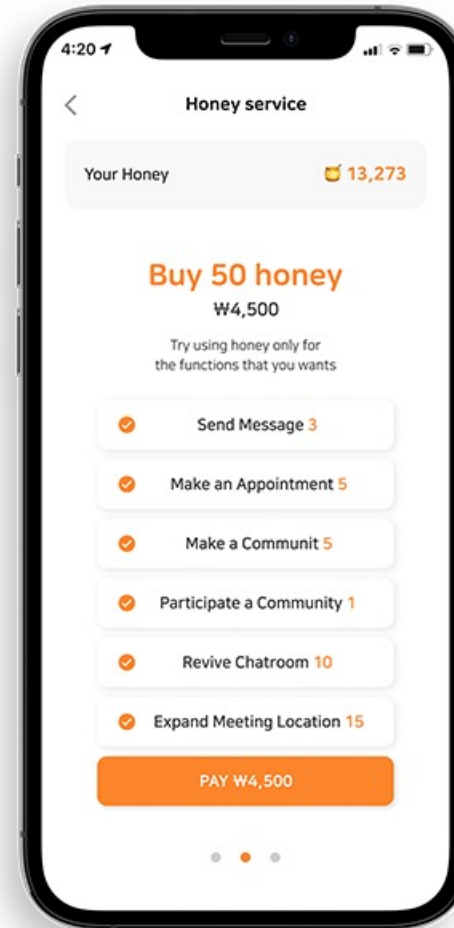 4:20
Honey service
Your Honey 13,273
Buy 50 honey
₩4,500
Try using honey only for
the functions that you wants
Send Message 3
Make an Appointment 5
Make a Communit 5
Participate a Community 1
Revive Chatroom 10
Expand Meeting Location 15
PAY ₩4,500